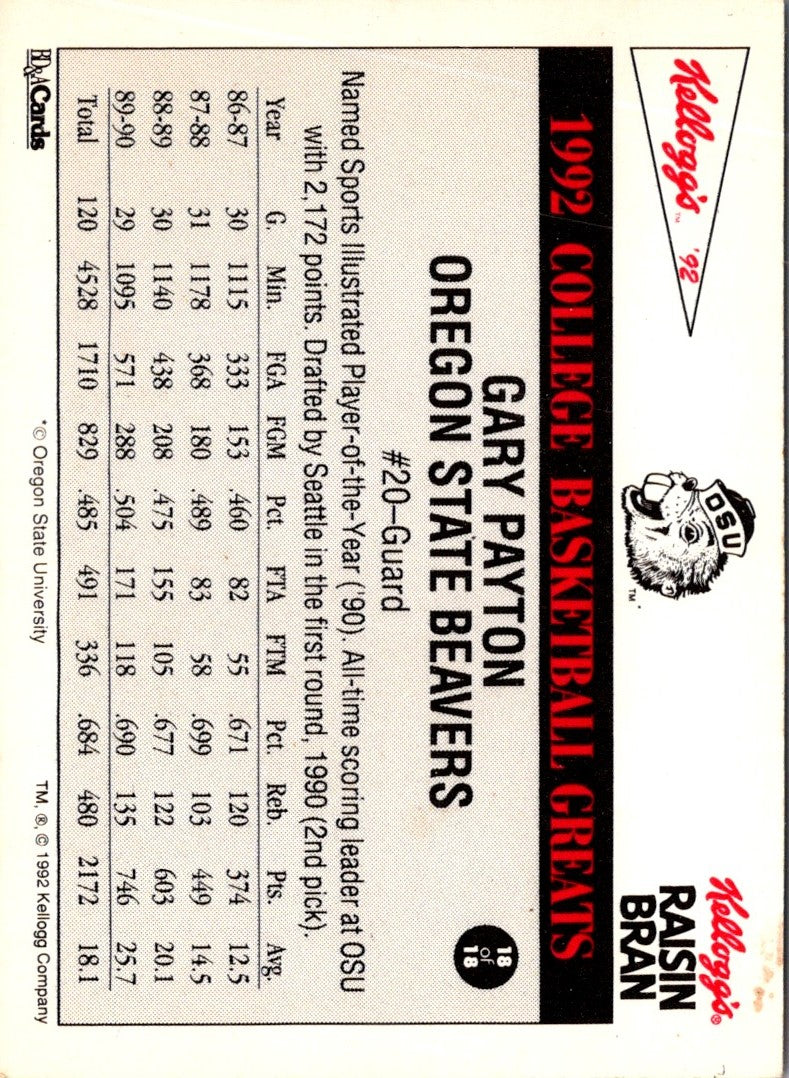 Kellogg's™ '92
OSU
™*
Kellogg's®
RAISIN
BRAN
1992 COLLEGE BASKETBALL GREATS
GARY PAYTON
OREGON STATE BEAVERS
#20–Guard
18
of
18
Named Sports Illustrated Player-of-the-Year ('90). All-time scoring leader at OSU
with 2,172 points. Drafted by Seattle in the first round, 1990 (2nd pick).
Year G. Min. FGA FGM Pct. FTA FTM Pct. Reb. Pts. Avg.
86-87 30 1115 333 153 .460 82 55 .671 120 374 12.5
87-88 31 1178 368 180 .489 83 58 .699 103 449 14.5
88-89 30 1140 438 208 .475 155 105 .677 122 603 20.1
89-90 29 1095 571 288 .504 171 118 .690 135 746 25.7
Total 120 4528 1710 829 .485 491 336 .684 480 2172 18.1
BD&A Cards
*© Oregon State University
TM, ®, © 1992 Kellogg Company